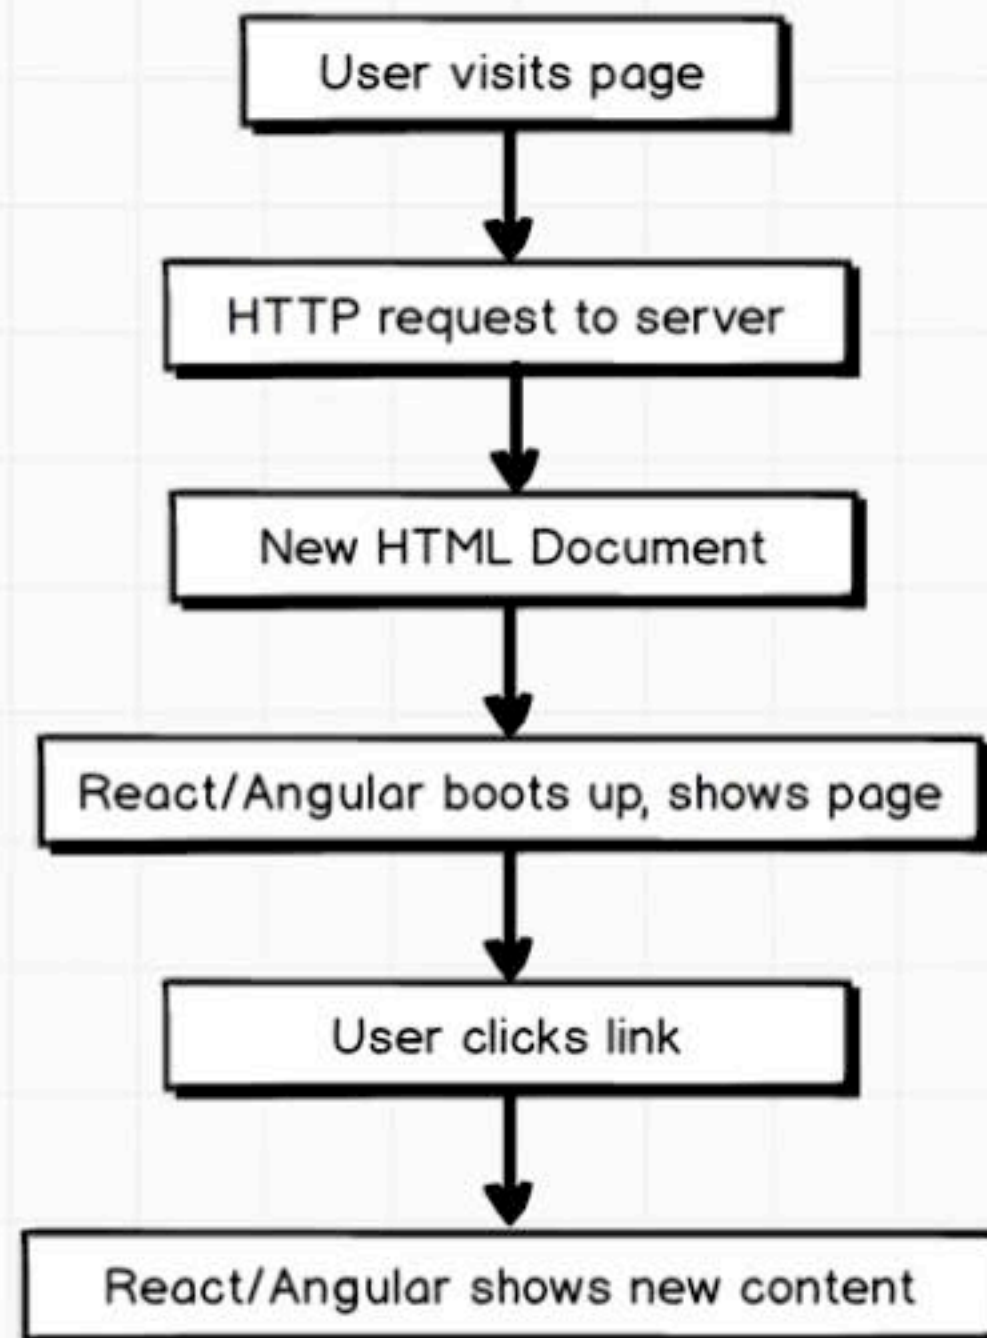 User visits page
HTTP request to server
New HTML Document
React/Angular boots up, shows page
User clicks link
React/Angular shows new content